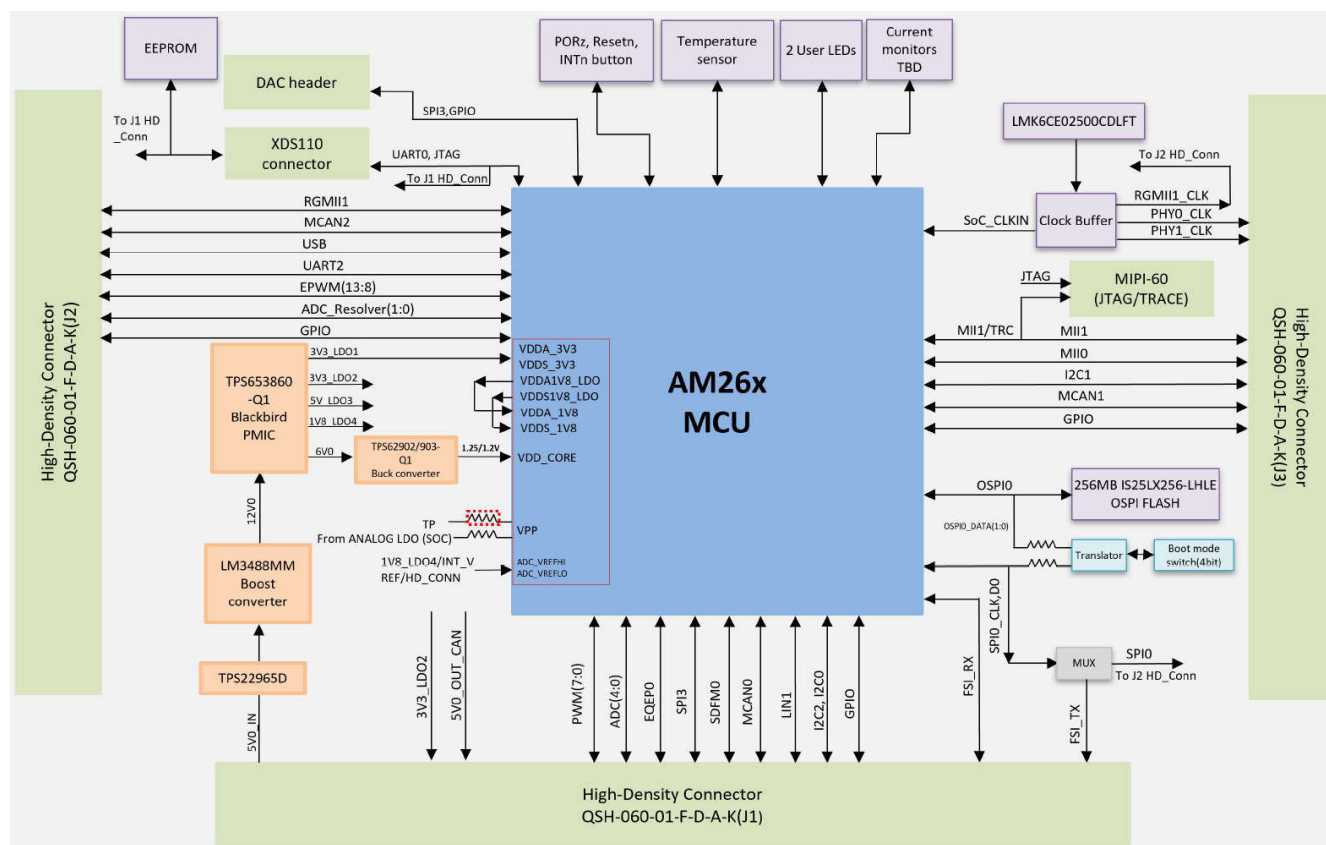 EEPROM
DAC header
PORz, Resetn,
INTn button
Temperature
sensor
2 User LEDs
Current
monitors
TBD
To J1 HD
_Conn
XDS110
connector
SPI3,GPIO
UART0, JTAG
To J1 HD_Conn
LMK6CE02500CDLFT
To J2 HD_Conn
RGMII1_CLK
PHY0_CLK
PHY1_CLK
Clock Buffer
SoC_CLKIN
High-Density Connector
QSH-060-01-F-D-A-K(J2)
RGMII1
MCAN2
USB
UART2
EPWM(13:8)
ADC_Resolver(1:0)
GPIO
JTAG
MIPI-60
(JTAG/TRACE)
MII1/TRC
MII1
MII0
I2C1
MCAN1
GPIO
High-Density Connector
QSH-060-01-F-D-A-K(J3)
AM26x
MCU
TPS653860
-Q1
Blackbird
PMIC
3V3_LDO1
3V3_LDO2
5V_LDO3
1V8_LDO4
6V0
TPS62902/903-
Q1
Buck converter
1.25/1.2V
VDDA_3V3
VDDS_3V3
VDDA1V8_LDO
VDDS1V8_LDO
VDDA_1V8
VDDS_1V8
VDD_CORE
TP
From ANALOG LDO (SOC)
VPP
1V8_LDO4/INT_V
REF/HD_CONN
ADC_VREFHI
ADC_VREFLO
12V0
LM3488MM
Boost
converter
TPS22965D
5V0_IN
3V3_LDO2
5V0_OUT_CAN
OSPI0
256MB IS25LX256-LHLE
OSPI FLASH
OSPI0_DATA(1:0)
Translator
Boot mode
switch(4bit)
SPI0_CLK,DO
MUX
SPI0
To J2 HD_Conn
FSI_RX
FSI_TX
PWM(7:0)
ADC(4:0)
EQEP0
SPI3
SDFM0
MCAN0
LIN1
I2C2, I2C0
GPIO
High-Density Connector
QSH-060-01-F-D-A-K(J1)